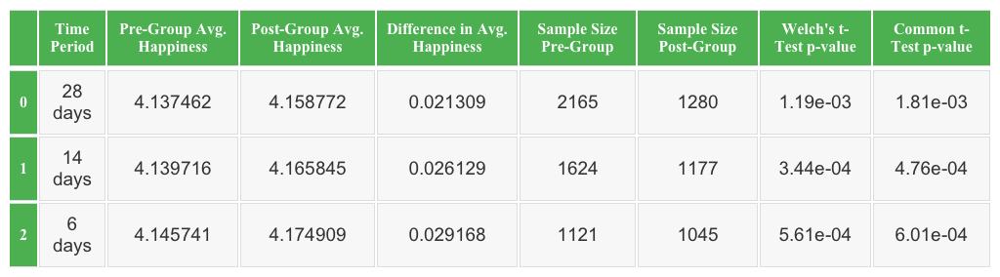 Time Period Pre-Group Avg. Happiness Post-Group Avg. Happiness Difference in Avg. Happiness Sample Size Pre-Group Sample Size Post-Group Welch's t-Test p-value Common t-Test p-value
0 28 days 4.137462 4.158772 0.021309 2165 1280 1.19e-03 1.81e-03
1 14 days 4.139716 4.165845 0.026129 1624 1177 3.44e-04 4.76e-04
2 6 days 4.145741 4.174909 0.029168 1121 1045 5.61e-04 6.01e-04